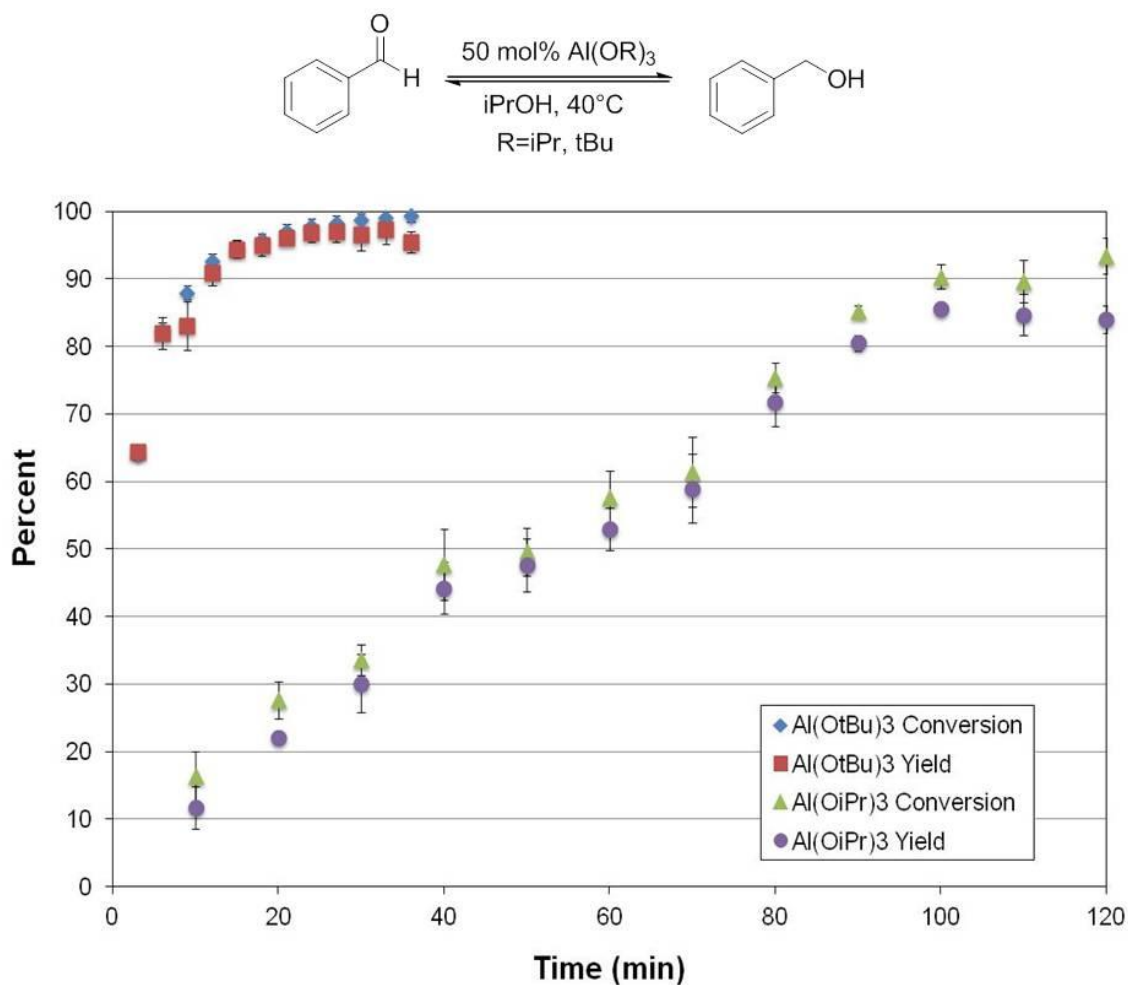 O
H
50 mol% Al(OR)3
iPrOH, 40°C
R=iPr, tBu
OH
100
90
80
70
60
50
40
30
20
10
0
Percent
Al(OtBu)3 Conversion
Al(OtBu)3 Yield
Al(OiPr)3 Conversion
Al(OiPr)3 Yield
0 20 40 60 80 100 120
Time (min)